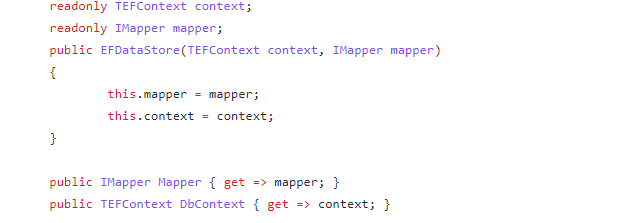 readonly TEFContext context;
readonly IMapper mapper;
public EFDataStore(TEFContext context, IMapper mapper)
{
this.mapper = mapper;
this.context = context;
}
public IMapper Mapper { get => mapper; }
public TEFContext DbContext { get => context; }